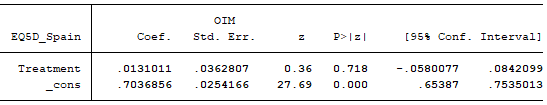 OIM
EQ5D_Spain Coef. Std. Err. z P>|z| [95% Conf. Interval]
Treatment .0131011 .0362807 0.36 0.718 -.0580077 .0842099
_cons .7036856 .0254166 27.69 0.000 .65387 .7535013